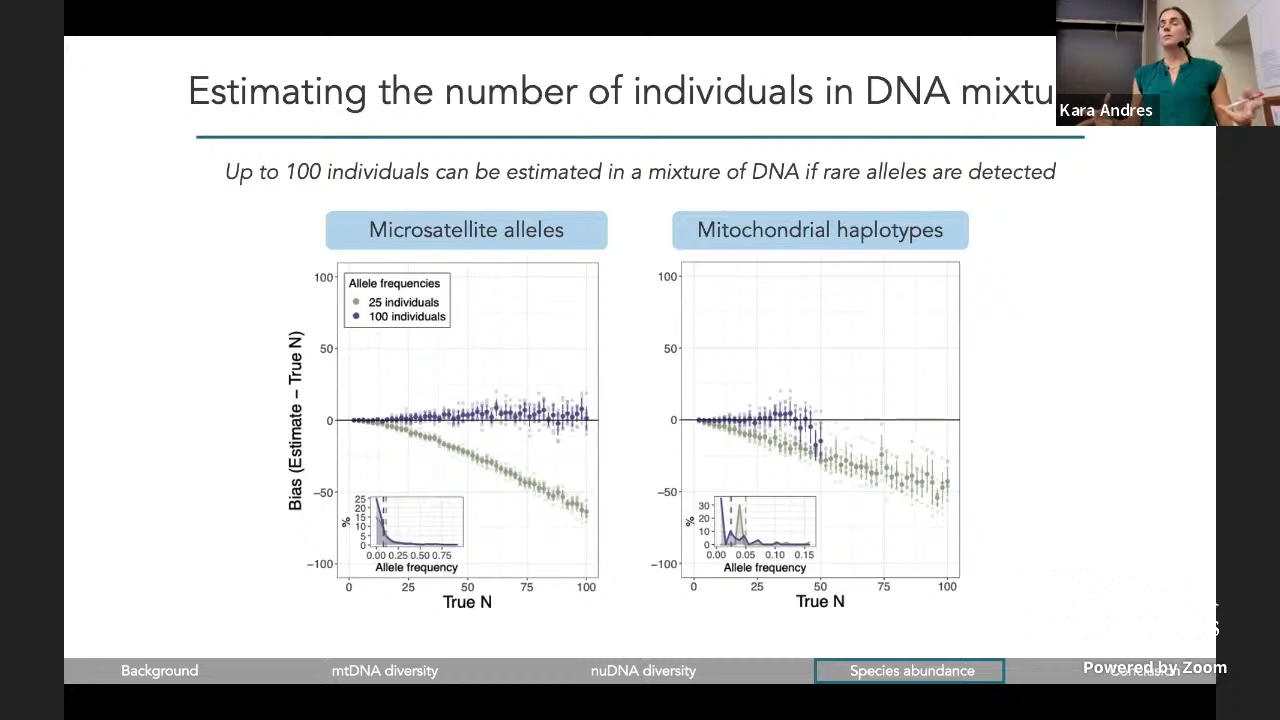 Estimating the number of individuals in DNA
Kara Andres
Up to 100 individuals can be estimated in a mixture of DNA if rare alleles are detected
Microsatellite alleles
Mitochondrial haplotypes
Bias (Estimate – True N)
100
50
0
−50
−100
Allele frequencies
25 individuals
100 individuals
%
25
20
15
10
5
0
0.00 0.25 0.50 0.75
Allele frequency
0 25 50 75 100
True N
100
50
0
−50
−100
%
30
20
10
0
0.00 0.05 0.10 0.15
Allele frequency
0 25 50 75 100
True N
Background mtDNA diversity nuDNA diversity Species abundance
Powered by Zoom